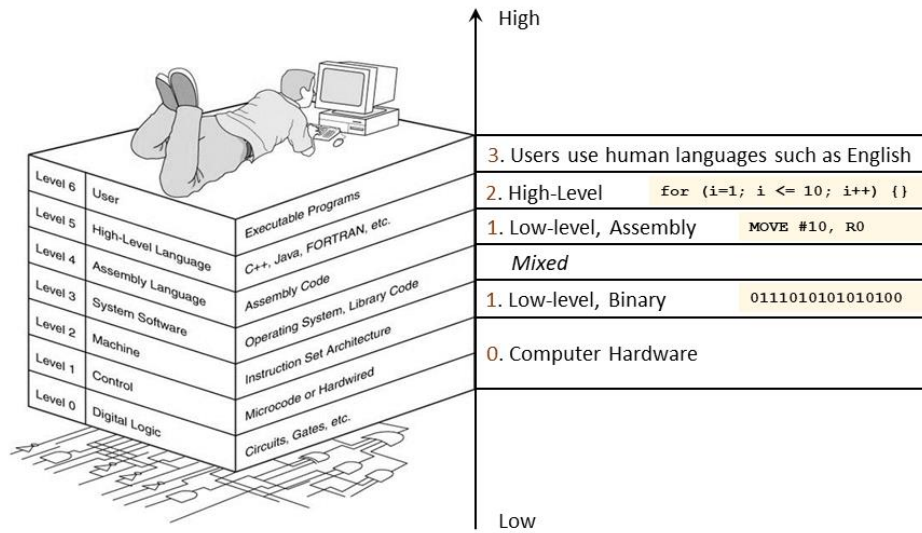 High
Level 6 User Executable Programs
Level 5 High-Level Language C++, Java, FORTRAN, etc.
Level 4 Assembly Language Assembly Code
Level 3 System Software Operating System, Library Code
Level 2 Machine Instruction Set Architecture
Level 1 Control Microcode or Hardwired
Level 0 Digital Logic Circuits, Gates, etc.
3. Users use human languages such as English
2. High-Level for (i=1; i <= 10; i++) {}
1. Low-level, Assembly MOVE #10, R0
Mixed
1. Low-level, Binary 0111010101010100
0. Computer Hardware
Low